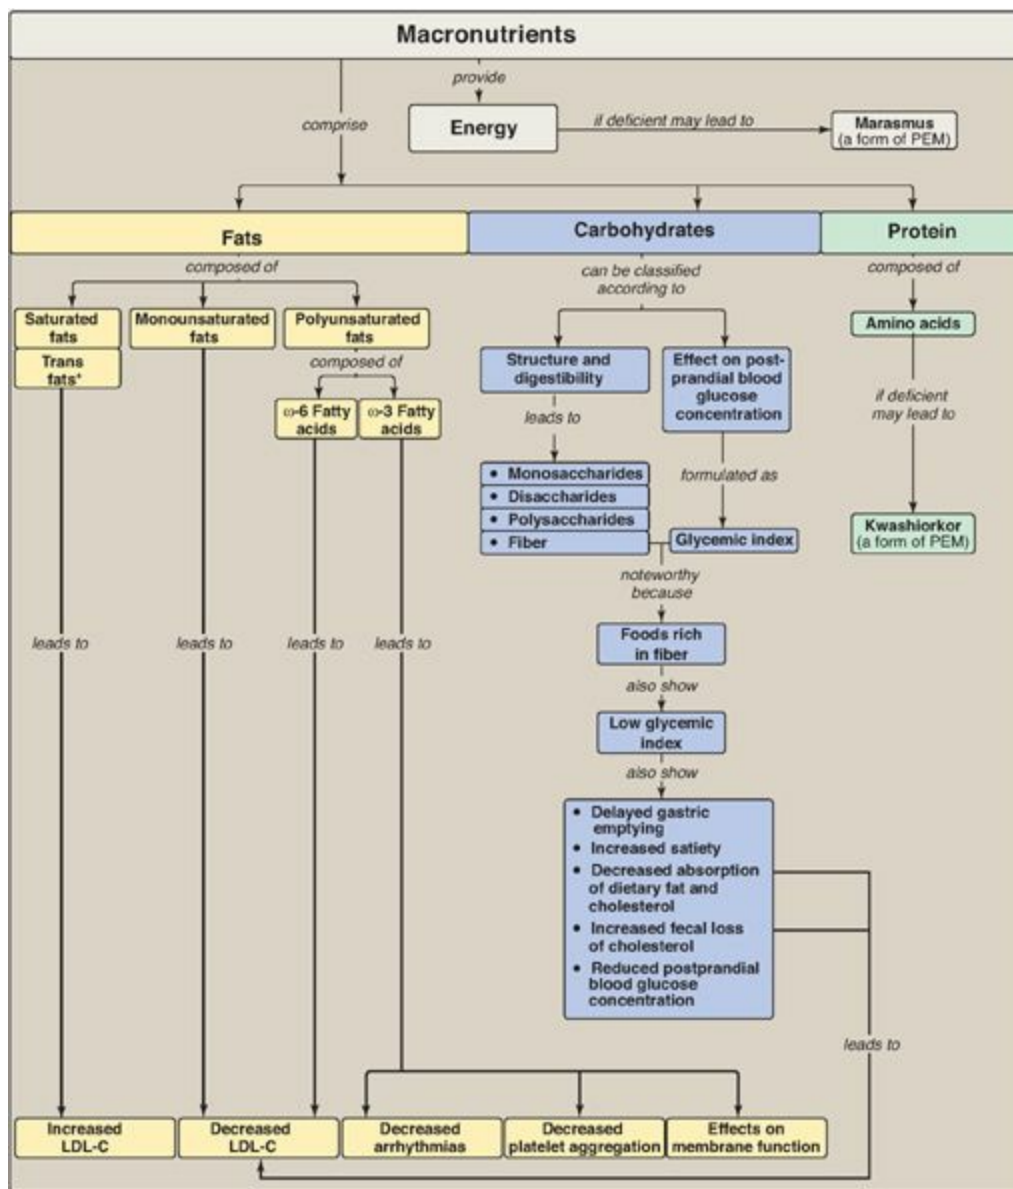 Macronutrients
provide
comprise
Energy
if deficient may lead to
Marasmus
(a form of PEM)
Fats
Carbohydrates
Protein
composed of
can be classified
according to
composed of
Saturated
fats
Monounsaturated
fats
Polyunsaturated
fats
Amino acids
Trans
fats*
composed of
Structure and
digestibility
Effect on post-
prandial blood
glucose
concentration
ω-6 Fatty
acids
ω-3 Fatty
acids
leads to
if deficient
may lead to
• Monosaccharides
• Disaccharides
• Polysaccharides
• Fiber
formulated as
Glycemic index
Kwashiorkor
(a form of PEM)
noteworthy
because
leads to
leads to
leads to
leads to
Foods rich
in fiber
also show
Low glycemic
index
also show
• Delayed gastric
emptying
• Increased satiety
• Decreased absorption
of dietary fat and
cholesterol
• Increased fecal loss
of cholesterol
• Reduced postprandial
blood glucose
concentration
leads to
Increased
LDL-C
Decreased
LDL-C
Decreased
arrhythmias
Decreased
platelet aggregation
Effects on
membrane function